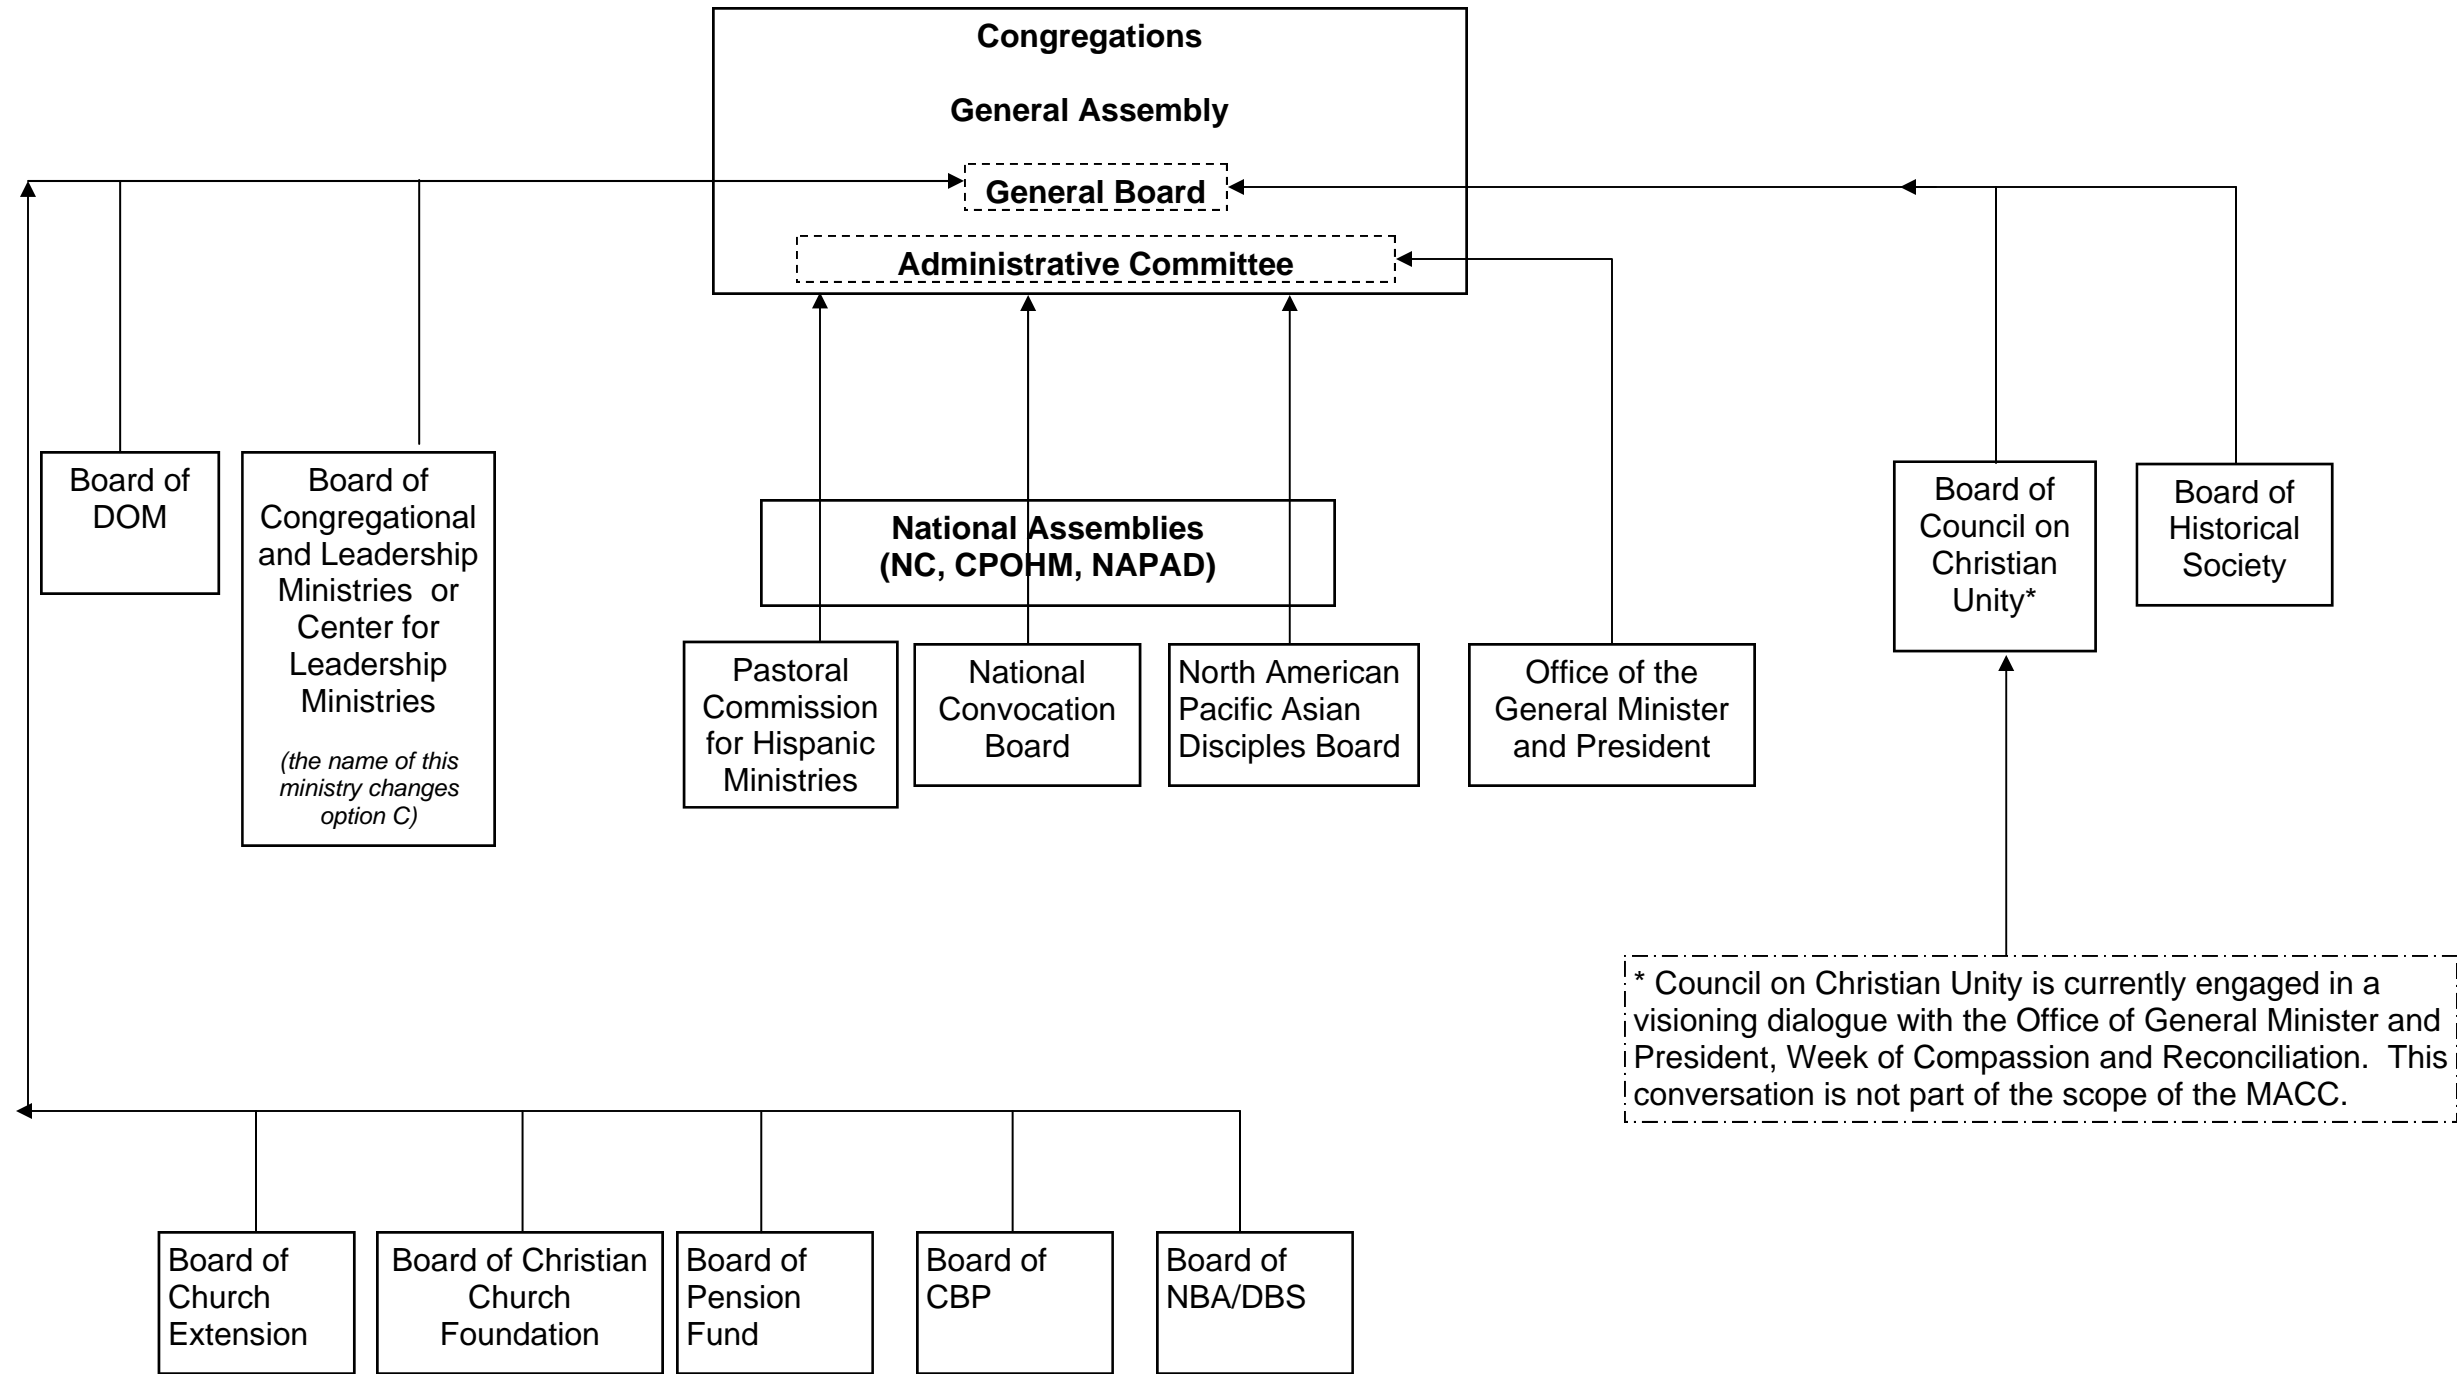 Congregations
General Assembly
General Board
Administrative Committee
Board of
DOM
Board of
Congregational
and Leadership
Ministries  or
Center for
Leadership
Ministries
(the name of this
ministry changes
option C)
National Assemblies
(NC, CPOHM, NAPAD)
Pastoral
Commission
for Hispanic
Ministries
National
Convocation
Board
North American
Pacific Asian
Disciples Board
Office of the
General Minister
and President
Board of
Council on
Christian
Unity*
Board of
Historical
Society
* Council on Christian Unity is currently engaged in a
visioning dialogue with the Office of General Minister and
President, Week of Compassion and Reconciliation.  This
conversation is not part of the scope of the MACC.
Board of
Church
Extension
Board of Christian
Church
Foundation
Board of
Pension
Fund
Board of
CBP
Board of
NBA/DBS